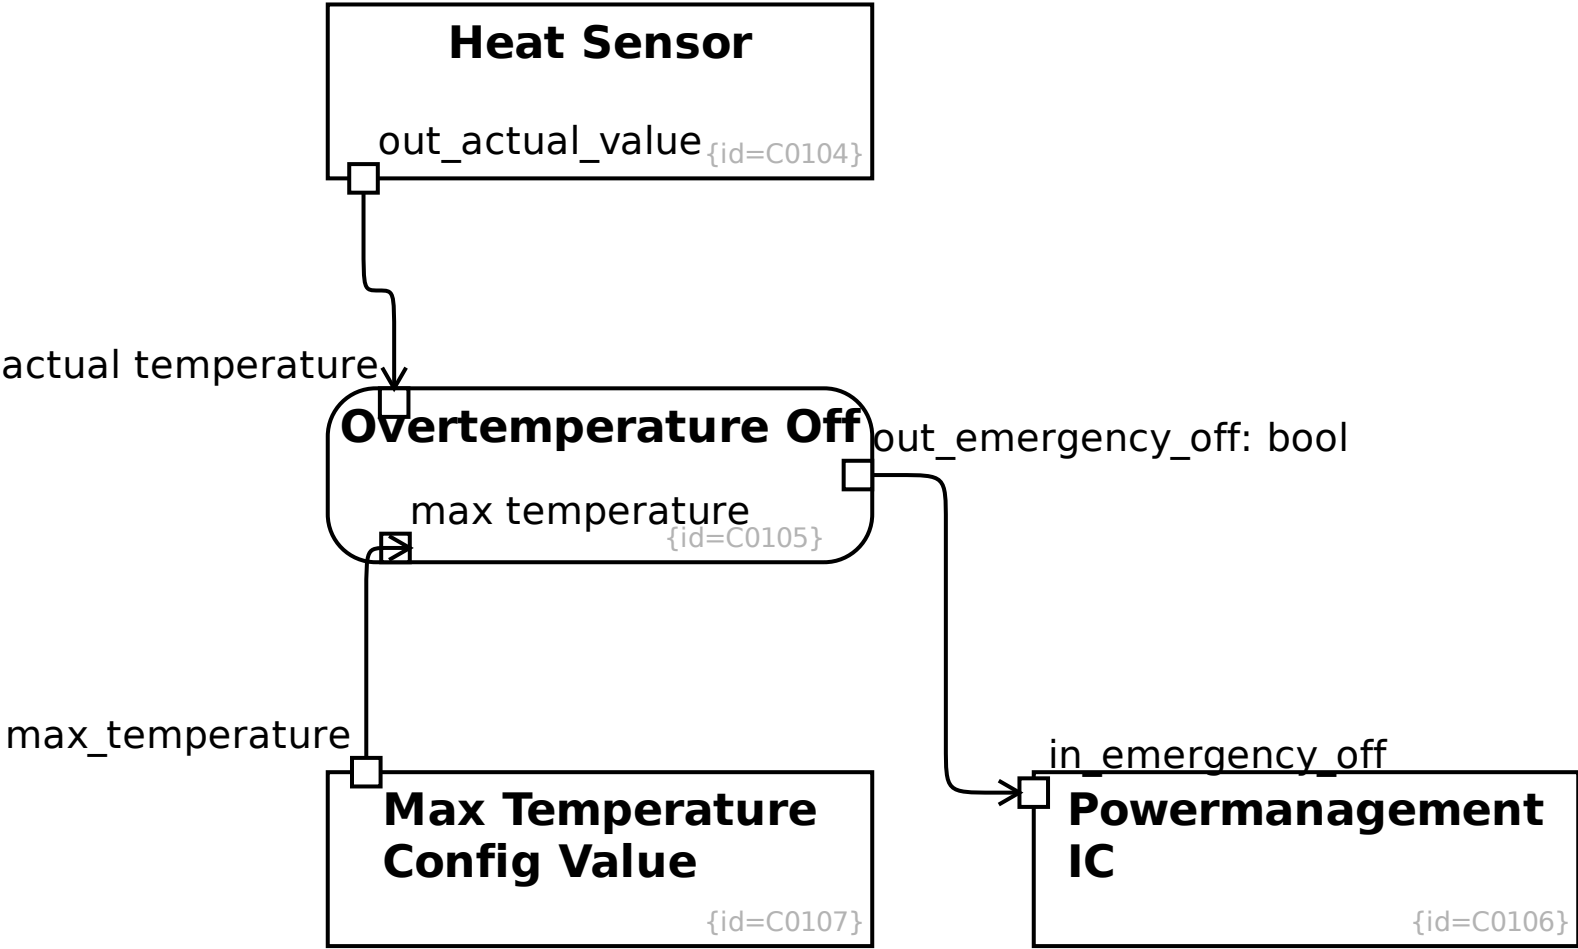 Heat Sensor
out_actual_value
{id=C0104}
actual temperature
Overtemperature Off
out_emergency_off: bool
max temperature
{id=C0105}
max_temperature
in_emergency_off
Max Temperature
Config Value
{id=C0107}
Powermanagement
IC
{id=C0106}